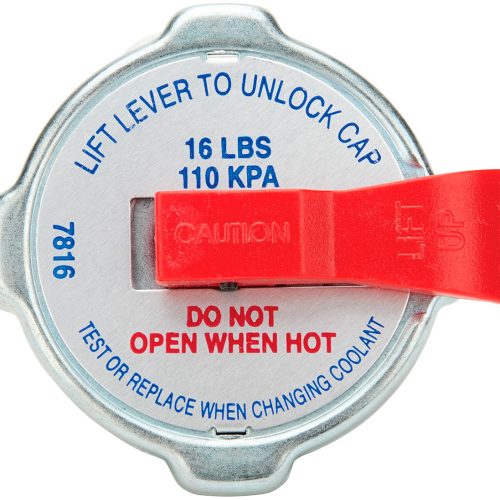 LIFT LEVER TO UNLOCK CAP
16 LBS
110 KPA
CAUTION
LIFT
UP
7816
DO NOT
OPEN WHEN HOT
TEST OR REPLACE WHEN CHANGING COOLANT